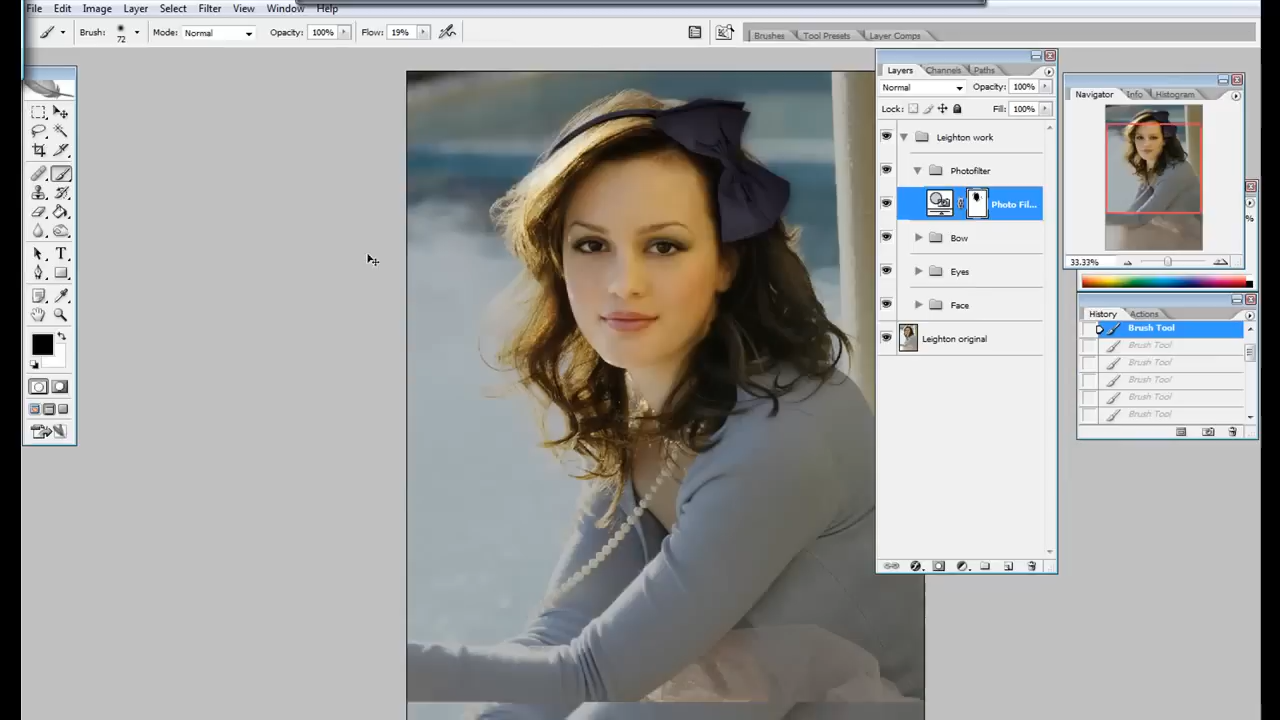 File Edit Image Layer Select Filter View Window Help
Brush: 72 Mode: Normal Opacity: 100% Flow: 19% Brushes Tool Presets Layer Comps
Layers Channels Paths
Normal Opacity: 100%
Lock: Fill: 100%
Leighton work
Photofilter
Photo Fil...
Bow
Eyes
Face
Leighton original
Navigator Info Histogram
33.33%
%
History Actions
Brush Tool
Brush Tool
Brush Tool
Brush Tool
Brush Tool
Brush Tool
T